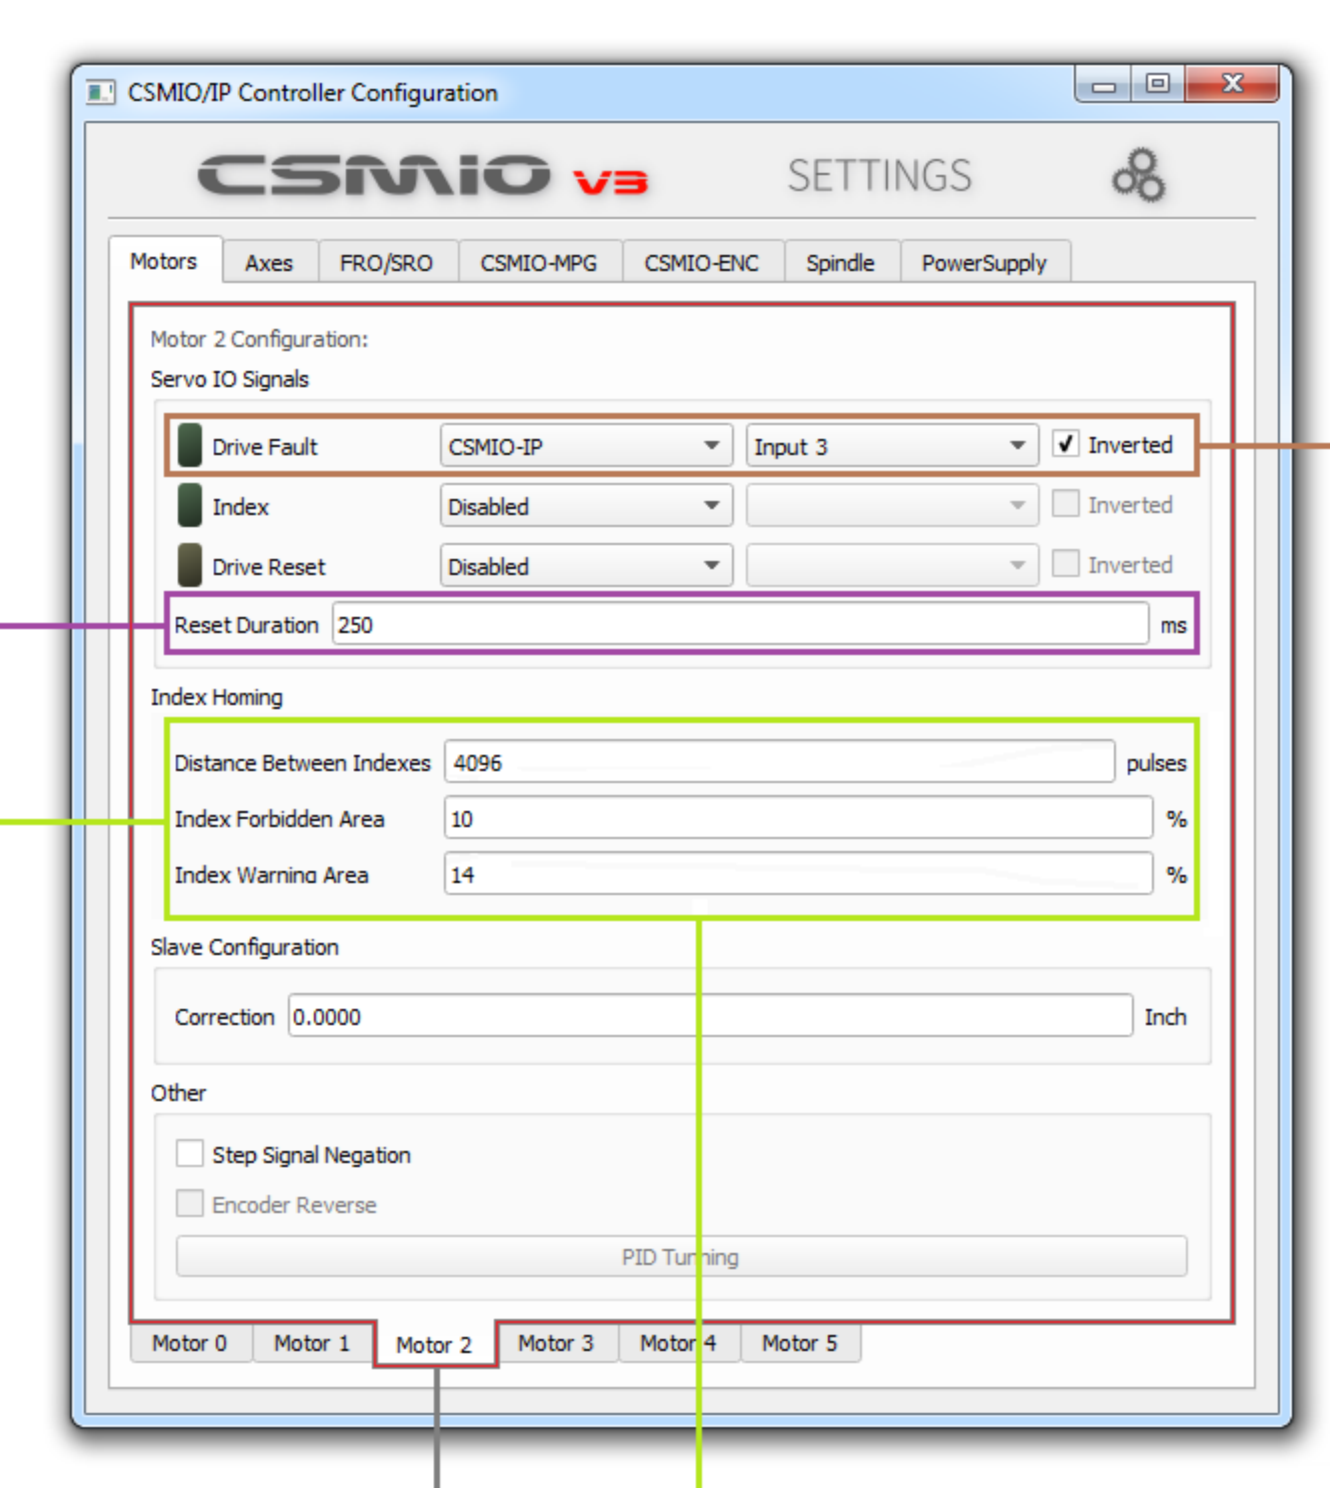 CSMIO/IP Controller Configuration
CSMIO V3 SETTINGS
Motors Axes FRO/SRO CSMIO-MPG CSMIO-ENC Spindle PowerSupply
Motor 2 Configuration:
Servo IO Signals
Drive Fault CSMIO-IP Input 3 Inverted
Index Disabled Inverted
Drive Reset Disabled Inverted
Reset Duration 250 ms
Index Homing
Distance Between Indexes 4096 pulses
Index Forbidden Area 10 %
Index Warning Area 14 %
Slave Configuration
Correction 0.0000 Inch
Other
Step Signal Negation
Encoder Reverse
PID Tunning
Motor 0 Motor 1 Motor 2 Motor 3 Motor 4 Motor 5